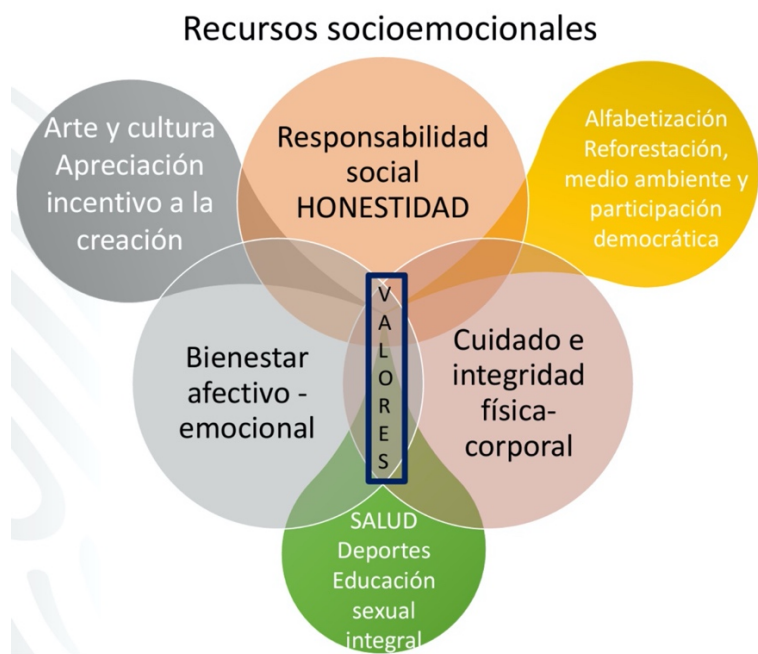 Recursos socioemocionales
Arte y cultura
Apreciación
incentivo a la
creación
Responsabilidad
social
HONESTIDAD
Alfabetización
Reforestación,
medio ambiente y
participación
democrática
Bienestar
afectivo -
emocional
V
A
L
O
R
E
S
Cuidado e
integridad
física-
corporal
SALUD
Deportes
Educación
sexual
integral